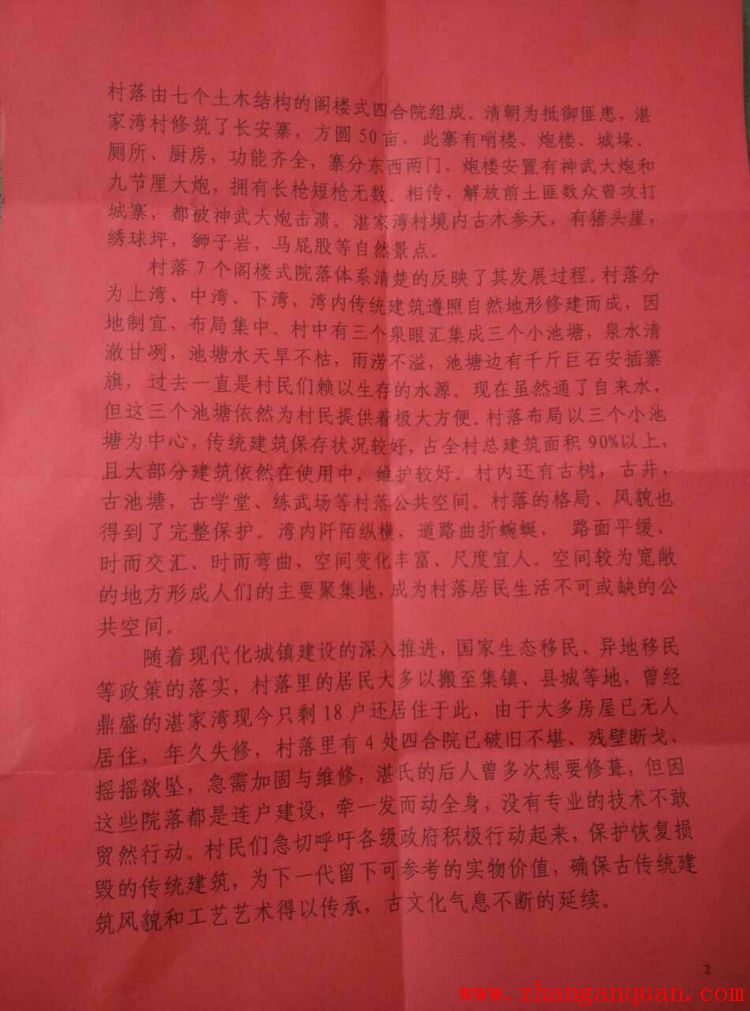 村落由七个土木结构的阁楼式四合院组成。清朝为抵御匪患，湛
家湾村修筑了长安寨，方圆50亩，此寨有哨楼、炮楼、城垛、
厕所、厨房，功能齐全，寨分东西两门，炮楼安置有神武大炮和
九节厘大炮，拥有长枪短枪无数。相传，解放前土匪数众曾攻打
城寨，都被神武大炮击溃。湛家湾村境内古木参天，有猪头崖，
绣球坪，狮子岩、马屁股等自然景点。
村落7个阁楼式院落体系清楚的反映了其发展过程。村落分
为上湾、中湾、下湾，湾内传统建筑遵照自然地形修建而成，因
地制宜，布局集中。村中有三个泉眼汇集成三个小池塘，泉水清
澈甘冽，池塘水天旱不枯，雨涝不溢，池塘边有千斤巨石安插寨
旗，过去一直是村民们赖以生存的水源。现在虽然通了自来水，
但这三个池塘依然为村民提供着极大方便。村落布局以三个小池
塘为中心，传统建筑保存状况较好，占全村总建筑面积90%以上，
且大部分建筑依然在使用中，维护较好。村内还有古树，古井，
古池塘，古学堂、练武场等村落公共空间。村落的格局、风貌也
得到了完整保护。湾内阡陌纵横，道路曲折蜿蜒， 路面平缓、
时而交汇、时而弯曲，空间变化丰富、尺度宜人。空间较为宽敞
的地方形成人们的主要聚集地，成为村落居民生活不可或缺的公
共空间。
随着现代化城镇建设的深入推进，国家生态移民、异地移民
等政策的落实，村落里的居民大多以搬至集镇、县城等地，曾经
鼎盛的湛家湾现今只剩18户还居住于此，由于大多房屋已无人
居住，年久失修，村落里有4处四合院已破旧不堪、残壁断戈、
摇摇欲坠，急需加固与维修，湛氏的后人曾多次想要修葺，但因
这些院落都是连户建设，牵一发而动全身，没有专业的技术不敢
贸然行动。村民们急切呼吁各级政府积极行动起来，保护恢复损
毁的传统建筑，为下一代留下可参考的实物价值，确保古传统建
筑风貌和工艺艺术得以传承，古文化气息不断的延续。
2
www.zhanganquan.com